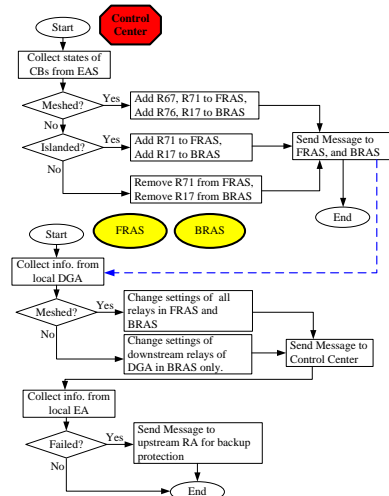 Start
Control
Center
Collect states of
CBs from EAS
Meshed?
Yes
Add R67, R71 to FRAS,
Add R76, R17 to BRAS
No
Islanded?
Yes
Add R71 to FRAS,
Add R17 to BRAS
Send Message to
FRAS, and BRAS
No
Remove R71 from FRAS,
Remove R17 from BRAS
End
Start
FRAS
BRAS
Collect info. from
local DGA
Meshed?
Yes
Change settings of all
relays in FRAS and
BRAS
No
Change settings of
downstream relays of
DGA in BRAS only.
Send Message to
Control Center
Collect info. from
local EA
Failed?
Yes
Send Message to
upstream RA for backup
protection
No
End